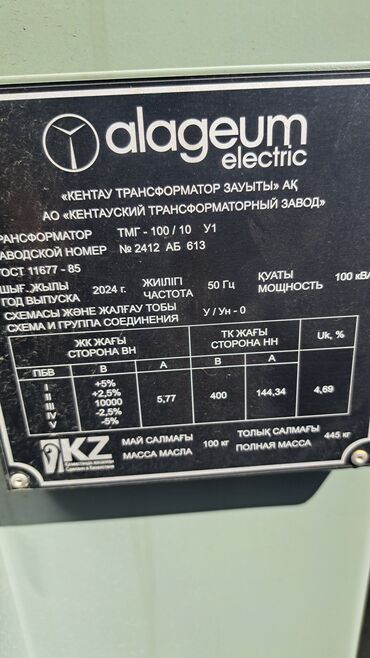 alageum
electric
«КЕНТАУ ТРАНСФОРМАТОР ЗАУЫТЫ» АҚ
АО «КЕНТАУСКИЙ ТРАНСФОРМАТОРНЫЙ ЗАВОД»
РАНСФОРМАТОР ТМГ - 100 / 10 У1
АВОДСКОЙ НОМЕР № 2412 АБ 613
ОСТ 11677 - 85
ШЫҒ. ЖЫЛЫ 2024 г. ЖИІЛІГІ 50 Гц ҚУАТЫ 100 кВА
ГОД ВЫПУСКА ЧАСТОТА МОЩНОСТЬ
СХЕМАСЫ ЖӘНЕ ЖАЛҒАУ ТОБЫ У / Ун - 0
СХЕМА И ГРУППА СОЕДИНЕНИЯ
ЖК ЖАҒЫ ТК ЖАҒЫ Uk, %
СТОРОНА ВН СТОРОНА НН
ПБВ В А В А
I +5%
II +2,5%
III 10000 5,77 400 144,34 4,69
IV -2,5%
V -5%
KZ МАЙ САЛМАҒЫ 100 кг ТОЛЫҚ САЛМАҒЫ 445 кг
МАССА МАСЛА ПОЛНАЯ МАССА
Сделано в Казахстане